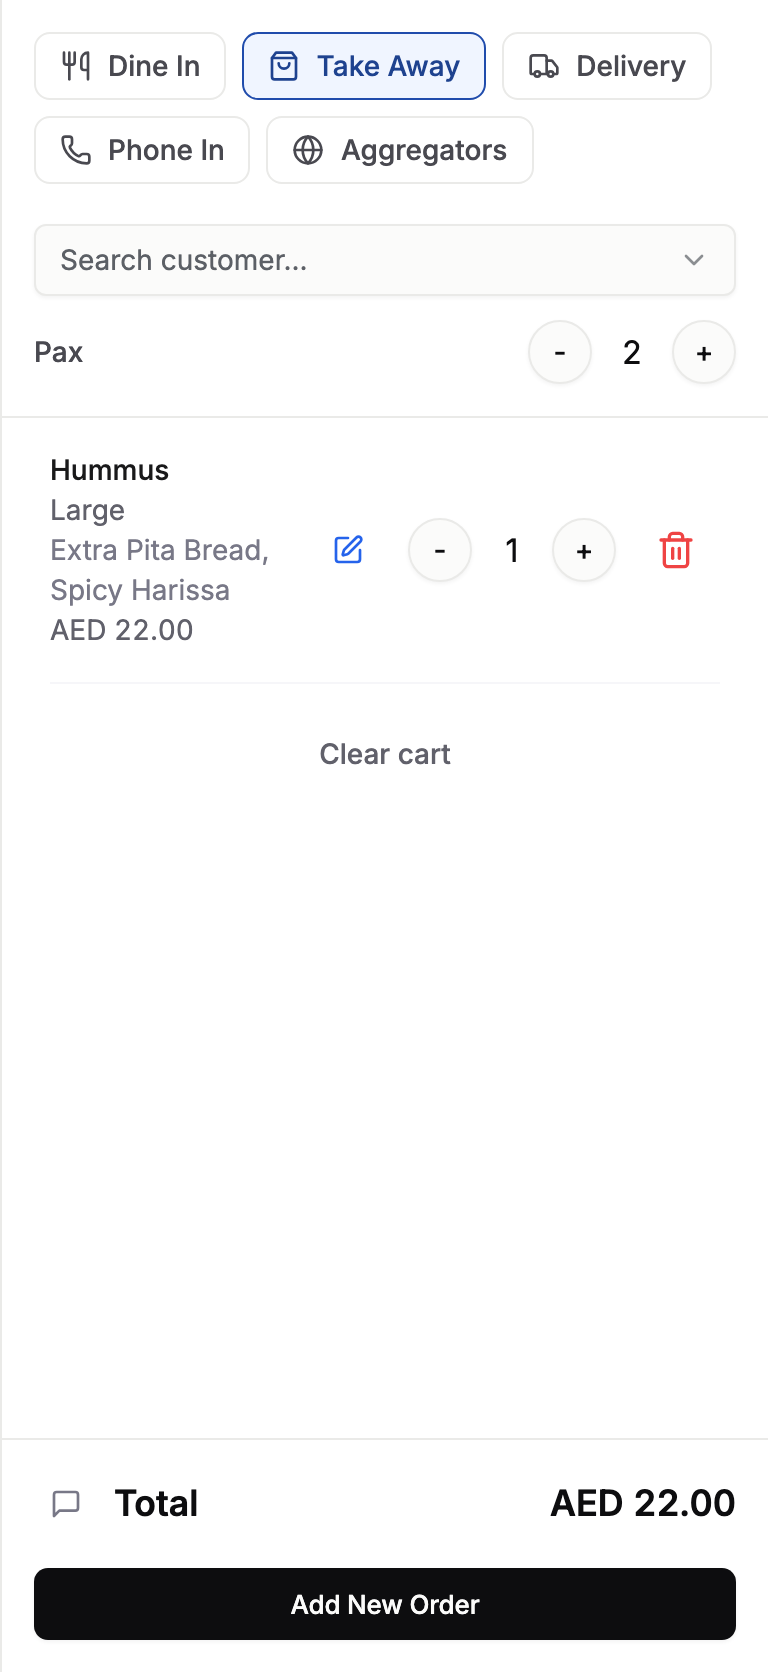 Dine In
Take Away
Delivery
Phone In
Aggregators
Search customer...
Pax
- 2 +
Hummus
Large
Extra Pita Bread,
Spicy Harissa
AED 22.00
- 1 +
Clear cart
Total AED 22.00
Add New Order